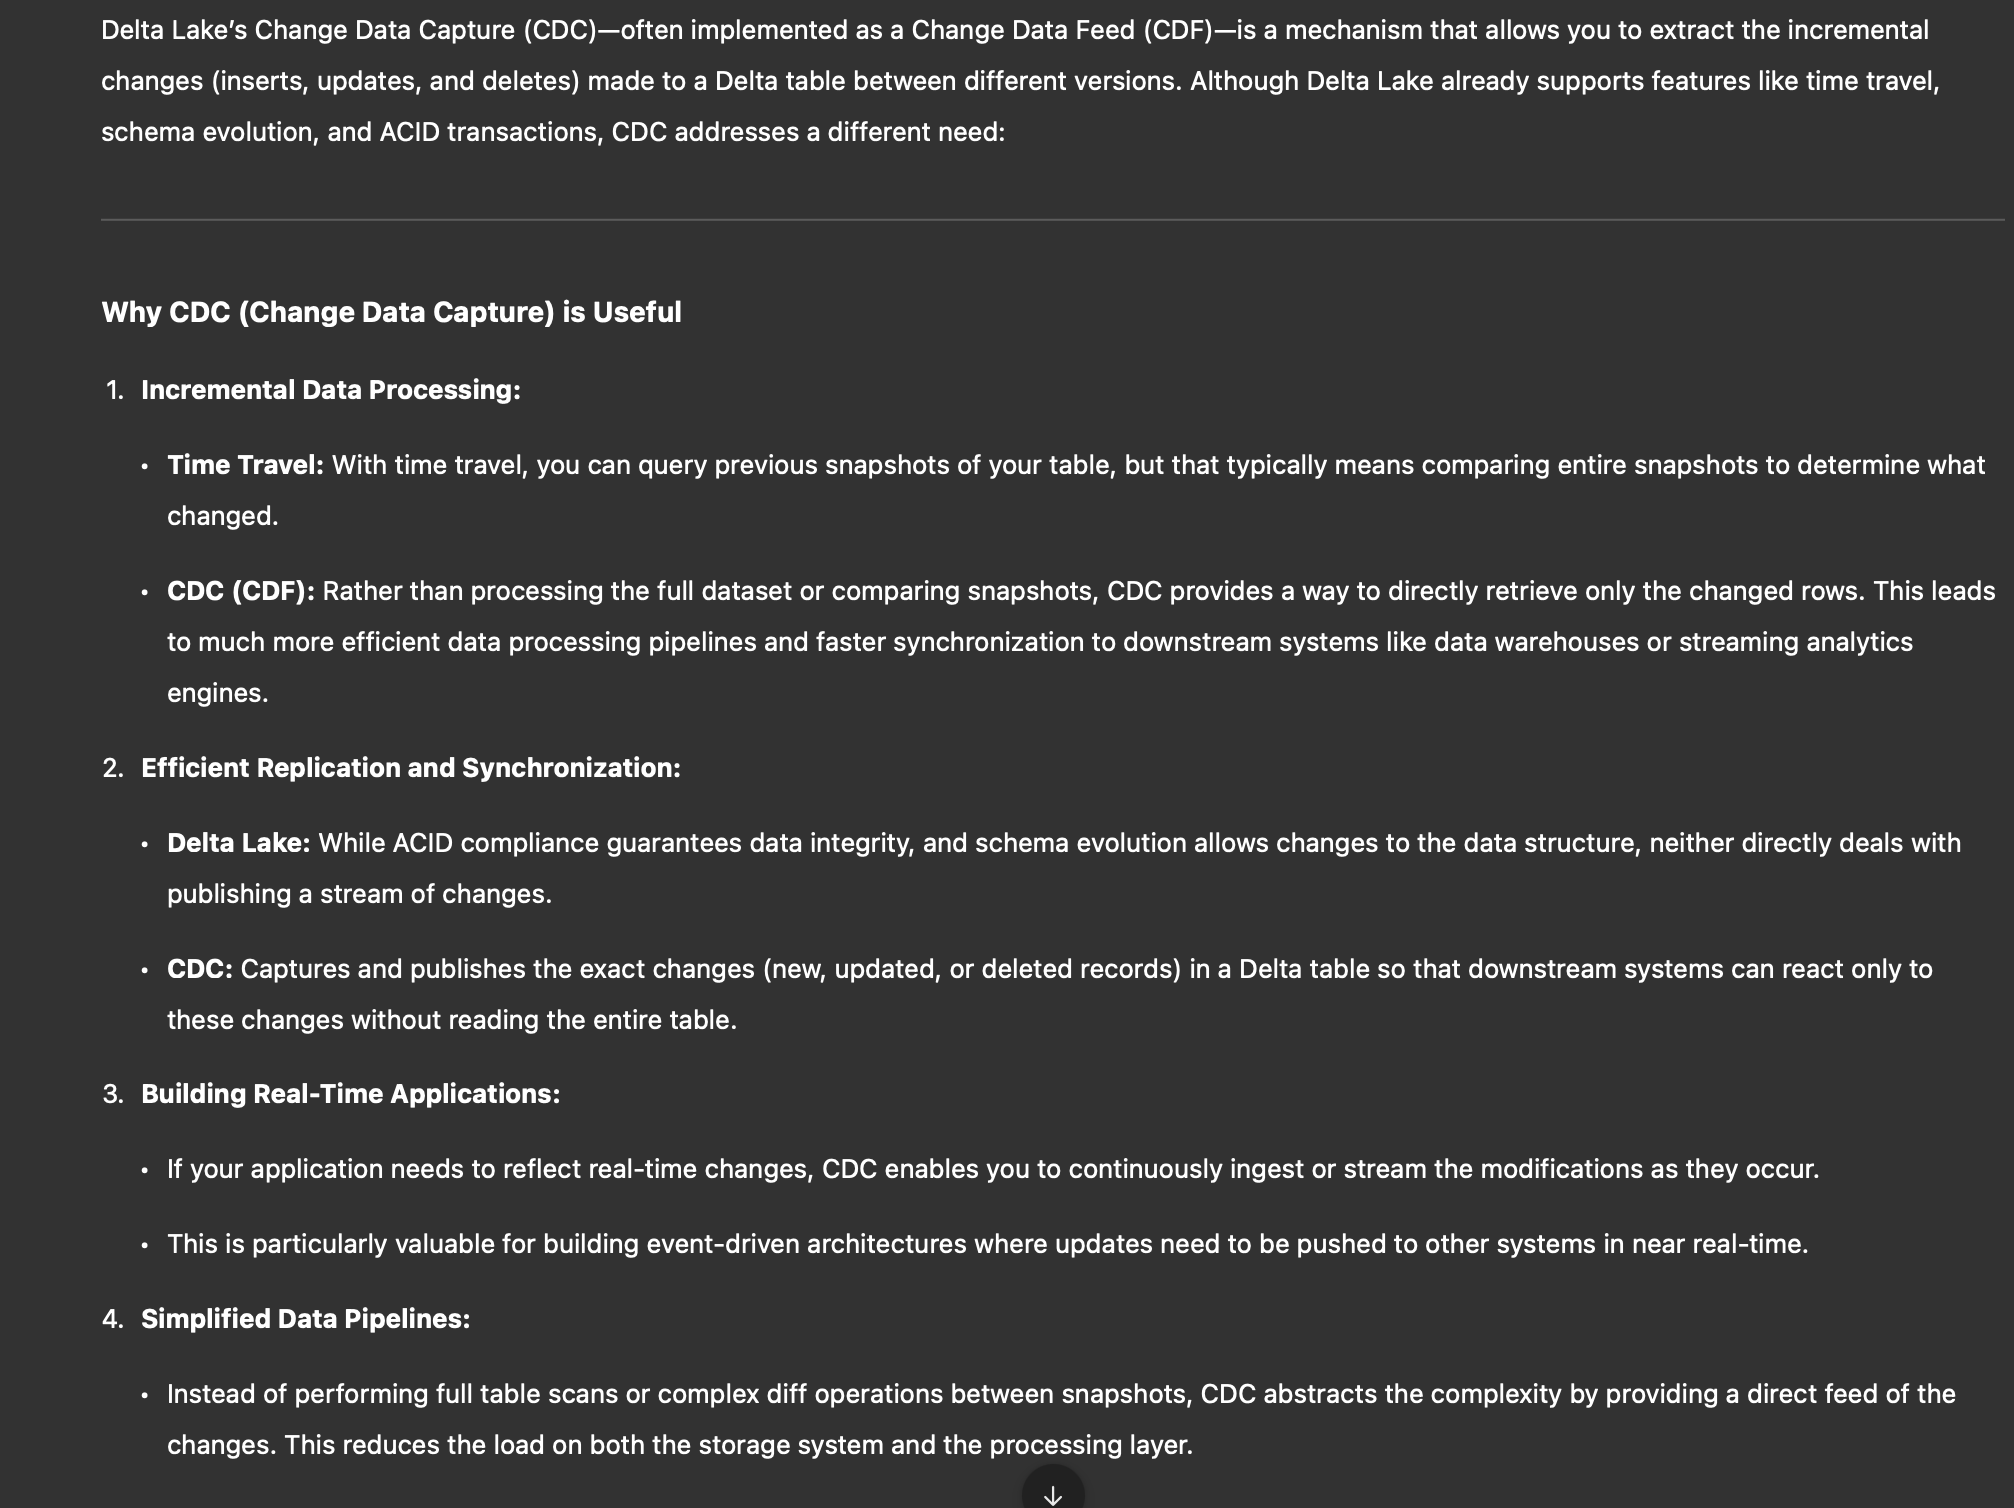 Delta Lake’s Change Data Capture (CDC)—often implemented as a Change Data Feed (CDF)—is a mechanism that allows you to extract the incremental
changes (inserts, updates, and deletes) made to a Delta table between different versions. Although Delta Lake already supports features like time travel,
schema evolution, and ACID transactions, CDC addresses a different need:
Why CDC (Change Data Capture) is Useful
1. Incremental Data Processing:
• Time Travel: With time travel, you can query previous snapshots of your table, but that typically means comparing entire snapshots to determine what
changed.
• CDC (CDF): Rather than processing the full dataset or comparing snapshots, CDC provides a way to directly retrieve only the changed rows. This leads
to much more efficient data processing pipelines and faster synchronization to downstream systems like data warehouses or streaming analytics
engines.
2. Efficient Replication and Synchronization:
• Delta Lake: While ACID compliance guarantees data integrity, and schema evolution allows changes to the data structure, neither directly deals with
publishing a stream of changes.
• CDC: Captures and publishes the exact changes (new, updated, or deleted records) in a Delta table so that downstream systems can react only to
these changes without reading the entire table.
3. Building Real-Time Applications:
• If your application needs to reflect real-time changes, CDC enables you to continuously ingest or stream the modifications as they occur.
• This is particularly valuable for building event-driven architectures where updates need to be pushed to other systems in near real-time.
4. Simplified Data Pipelines:
• Instead of performing full table scans or complex diff operations between snapshots, CDC abstracts the complexity by providing a direct feed of the
changes. This reduces the load on both the storage system and the processing layer.